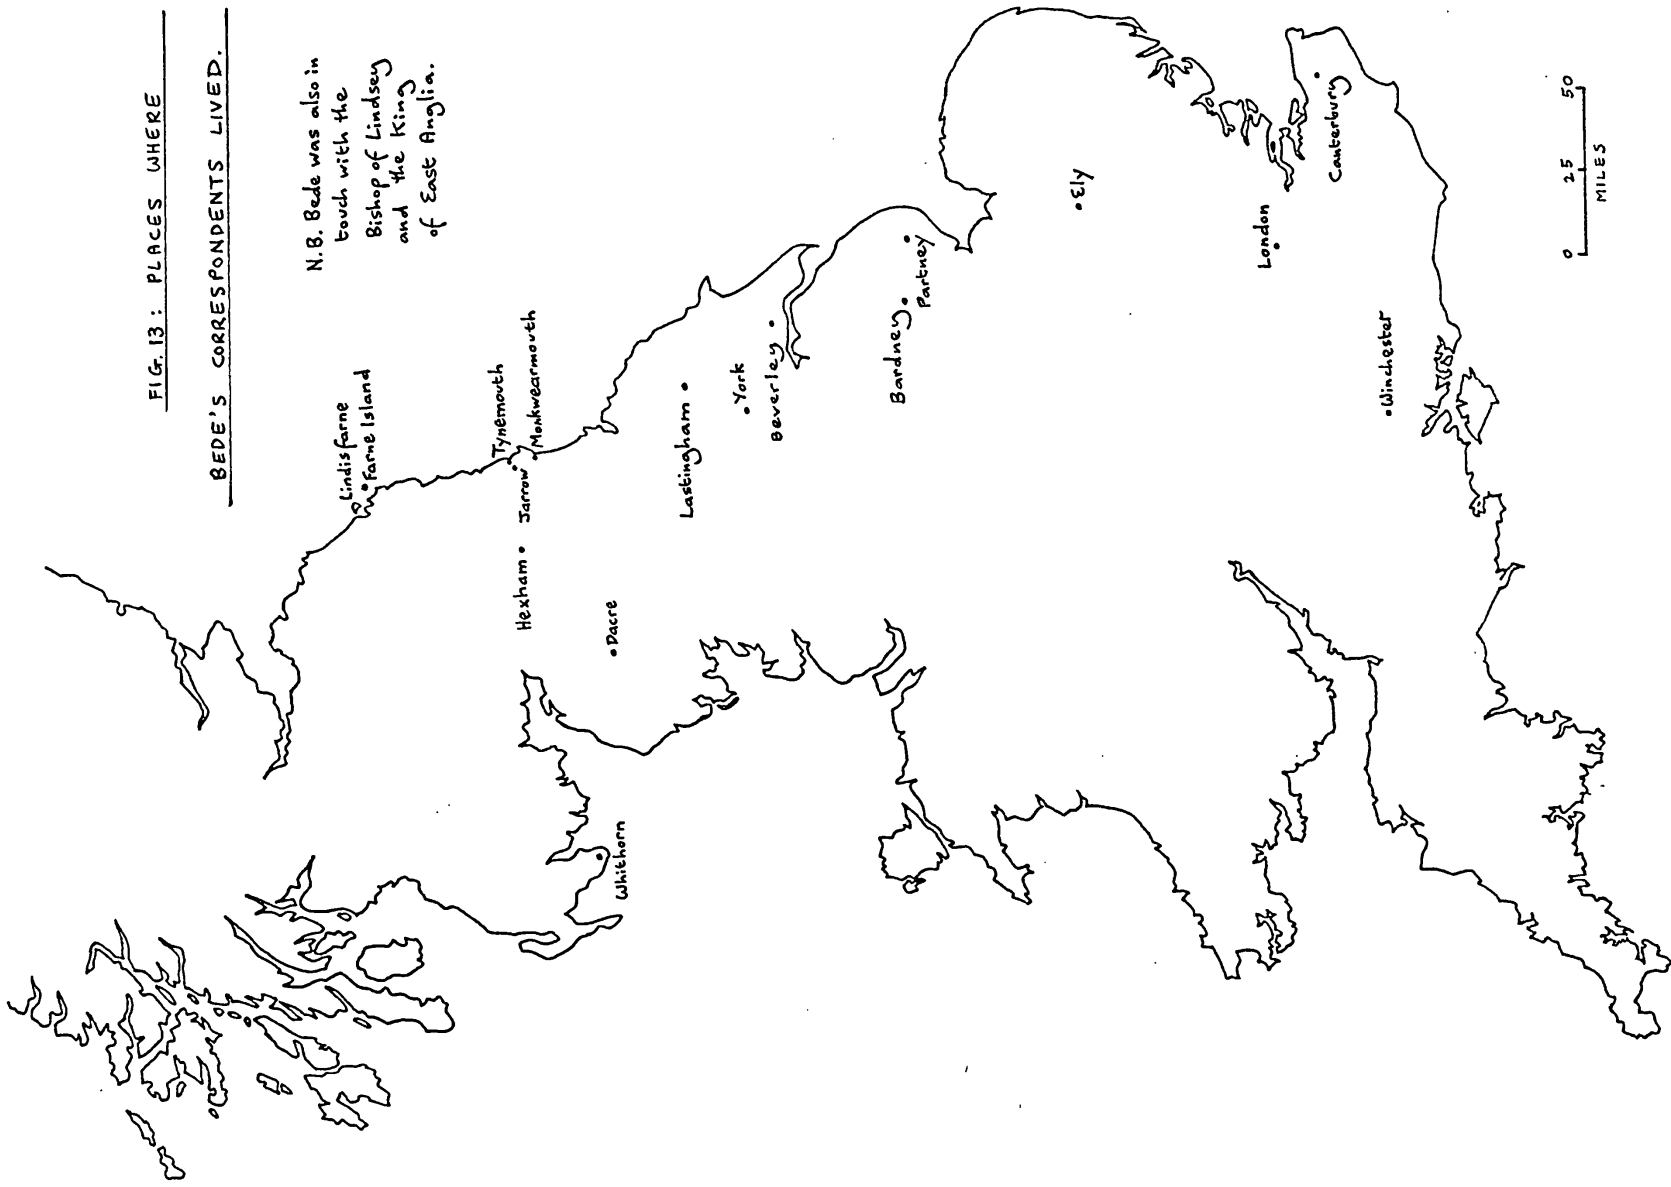 FIG. 13 : PLACES WHERE
BEDE'S CORRESPONDENTS LIVED.
N.B. Bede was also in
touch with the
Bishop of Lindsey
and the King
of East Anglia.
Lindisfarne
Farne Island
Tynemouth
Monkwearmouth
Jarrow
Hexham
Dacre
Whithorn
Lastingham
York
Beverley
Bardney
Partney
Ely
London
Canterbury
Winchester
0 25 50
MILES